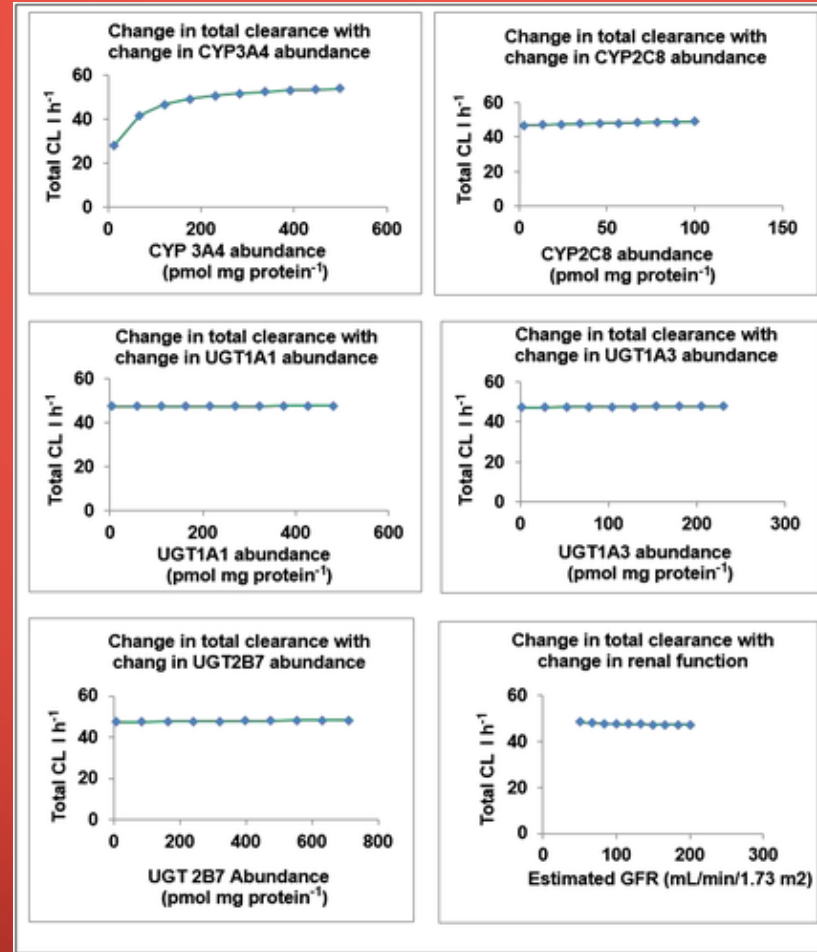 Change in total clearance with
change in CYP3A4 abundance
Total CL l h⁻¹
60
40
20
0
0 200 400 600
CYP 3A4 abundance
(pmol mg protein⁻¹)
Change in total clearance with
change in CYP2C8 abundance
Total CL l h⁻¹
60
40
20
0
0 50 100 150
CYP2C8 abundance
(pmol mg protein⁻¹)
Change in total clearance with
change in UGT1A1 abundance
Total CL l h⁻¹
60
40
20
0
0 200 400 600
UGT1A1 abundance
(pmol mg protein⁻¹)
Change in total clearance with
change in UGT1A3 abundance
Total CL l h⁻¹
60
40
20
0
0 100 200 300
UGT1A3 abundance
(pmol mg protein⁻¹)
Change in total clearance with
chang in UGT2B7 abundance
Total CL l h⁻¹
60
40
20
0
0 200 400 600 800
UGT 2B7 Abundance
(pmol mg protein⁻¹)
Change in total clearance with
change in renal function
Total CL l h⁻¹
60
40
20
0
0 100 200 300
Estimated GFR (mL/min/1.73 m2)